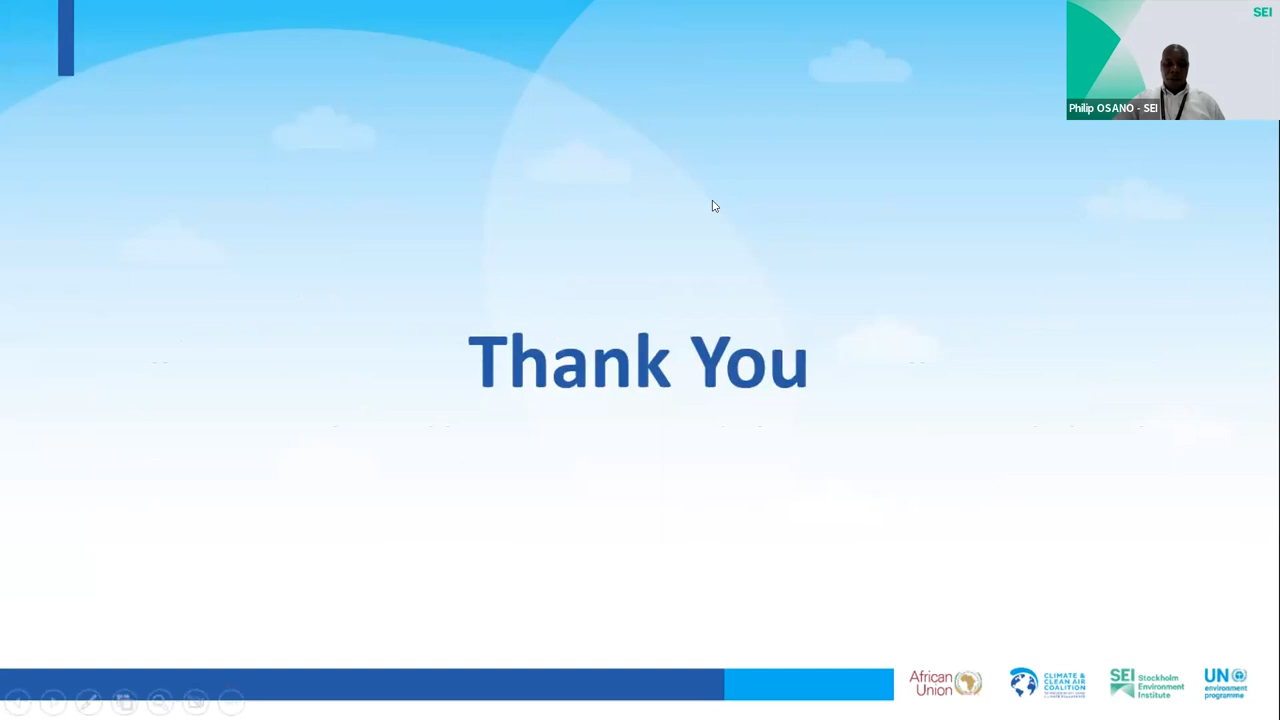 SEI
Philip OSANO - SEI
Thank You
African
Union
CLIMATE &
CLEAN AIR
COALITION
SEI Stockholm
Environment
Institute
UN
environment
programme